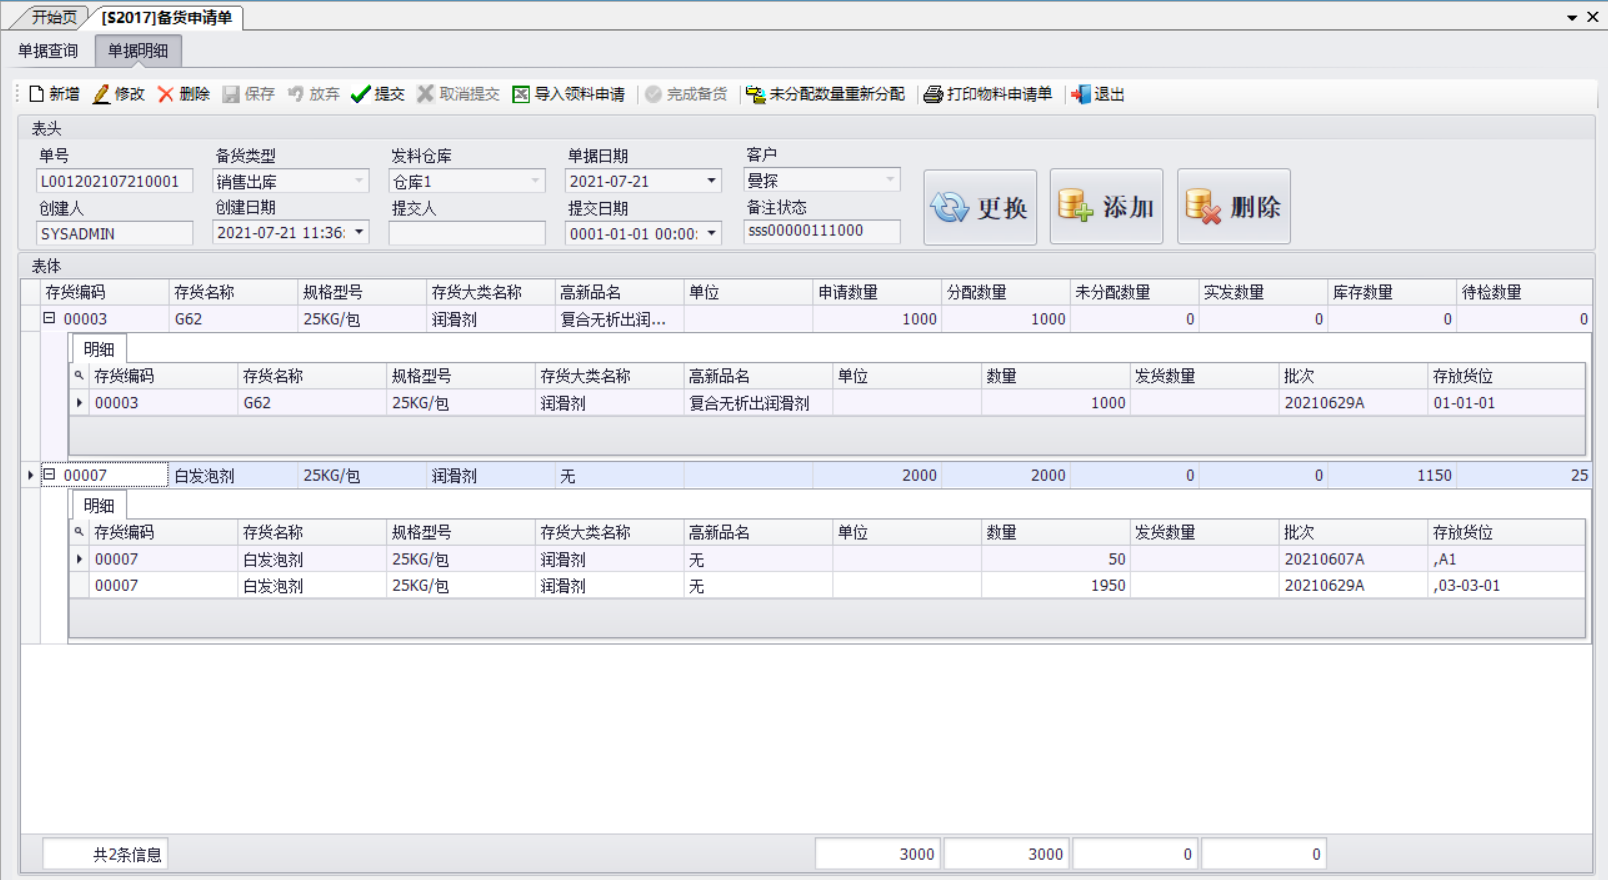 开始页 [S2017]备货申请单
单据查询 单据明细
新增 修改 删除 保存 放弃 提交 取消提交 导入领料申请 完成备货 未分配数量重新分配 打印物料申请单 退出
表头
单号 备货类型 发料仓库 单据日期 客户
L001202107210001 销售出库 仓库1 2021-07-21 曼探
更换 添加 删除
创建人 创建日期 提交人 提交日期 备注状态
SYSADMIN 2021-07-21 11:36: 0001-01-01 00:00: sss00000111000
表体
存货编码 存货名称 规格型号 存货大类名称 高新品名 单位 申请数量 分配数量 未分配数量 实发数量 库存数量 待检数量
00003 G62 25KG/包 润滑剂 复合无析出润... 1000 1000 0 0 0 0
明细
存货编码 存货名称 规格型号 存货大类名称 高新品名 单位 数量 发货数量 批次 存放货位
00003 G62 25KG/包 润滑剂 复合无析出润滑剂 1000 20210629A 01-01-01
00007 白发泡剂 25KG/包 润滑剂 无 2000 2000 0 0 1150 25
明细
存货编码 存货名称 规格型号 存货大类名称 高新品名 单位 数量 发货数量 批次 存放货位
00007 白发泡剂 25KG/包 润滑剂 无 50 20210607A ,A1
00007 白发泡剂 25KG/包 润滑剂 无 1950 20210629A ,03-03-01
共2条信息 3000 3000 0 0